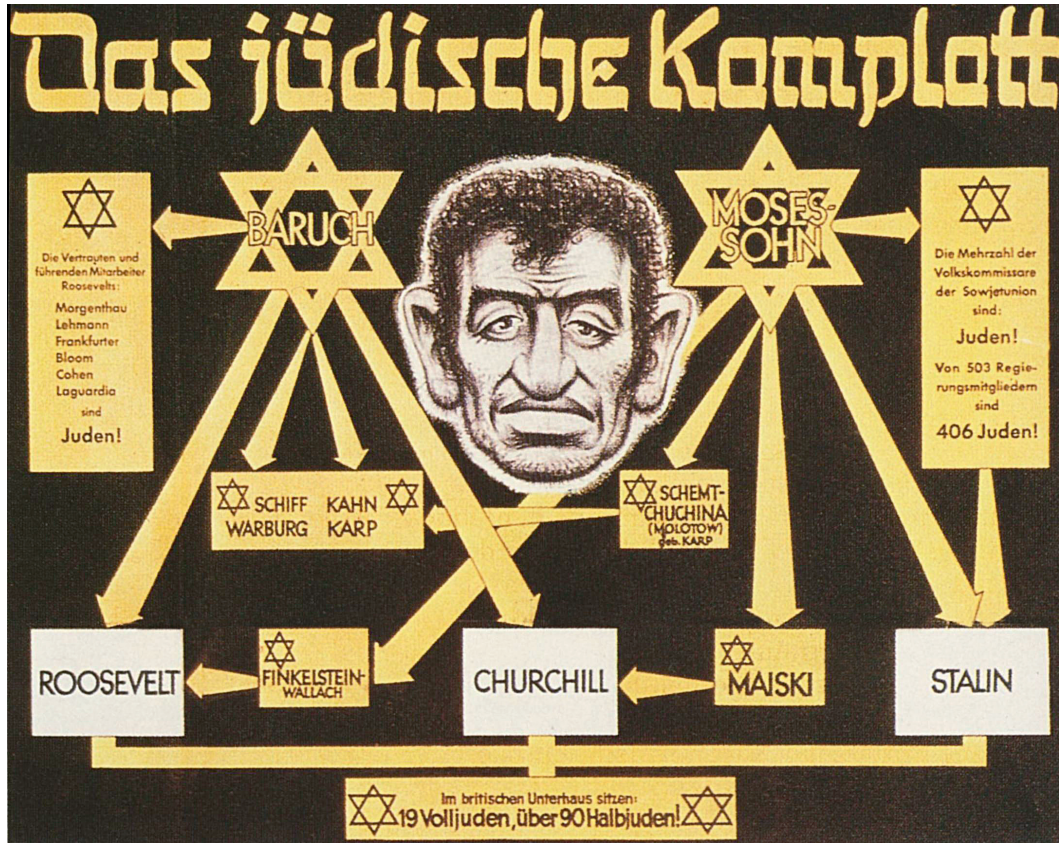 Das jüdische Komplott
BARUCH
MOSES-
SOHN
Die Vertrauten und
führenden Mitarbeiter
Roosevelts:
Morgenthau
Lehmann
Frankfurter
Bloom
Cohen
Laguardia
sind
Juden!
Die Mehrzahl der
Volkskommissare
der Sowjetunion
sind:
Juden!
Von 503 Regie-
rungsmitgliedern
sind
406 Juden!
SCHIFF KAHN
WARBURG KARP
SCHEMT-
CHUCHINA
(MOLOTOW)
geb. KARP
ROOSEVELT
FINKELSTEIN-
WALLACH
CHURCHILL
MAISKI
STALIN
Im britischen Unterhaus sitzen:
19 Volljuden, über 90 Halbjuden!